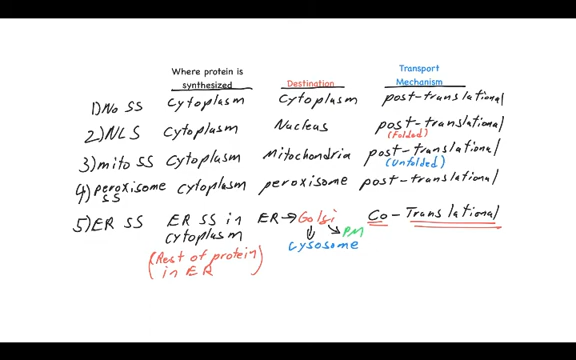 Where protein is synthesized Destination Transport Mechanism
1) No SS cytoplasm cytoplasm post-translational
2) NLS cytoplasm Nucleus post-translational
(Folded)
3) mito SS cytoplasm Mitochondria post-translational
(Unfolded)
4) peroxisome SS cytoplasm peroxisome post-translational
5) ER SS ER SS in cytoplasm ER → Golgi Co-Translational
PM
Cysosome
(Rest of protein in ER)